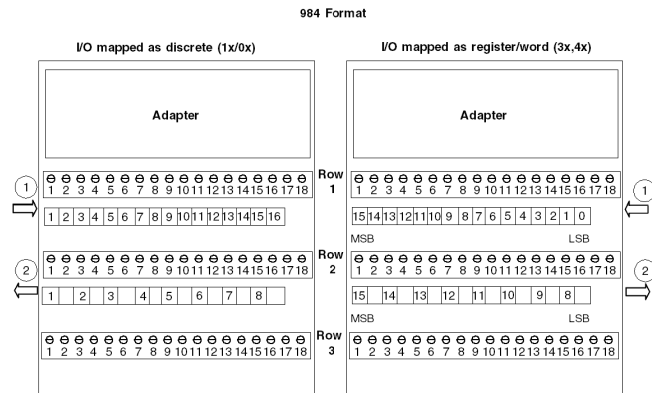 984 Format
I/O mapped as discrete (1x/0x)
I/O mapped as register/word (3x,4x)
Adapter
Adapter
Row 1
1
1 2 3 4 5 6 7 8 9 10 11 12 13 14 15 16 17 18
1 2 3 4 5 6 7 8 9 10 11 12 13 14 15 16 17 18
1
1 2 3 4 5 6 7 8 9 10 11 12 13 14 15 16
15 14 13 12 11 10 9 8 7 6 5 4 3 2 1 0
MSB LSB
Row 2
2
1 2 3 4 5 6 7 8 9 10 11 12 13 14 15 16 17 18
1 2 3 4 5 6 7 8 9 10 11 12 13 14 15 16 17 18
2
1 2 3 4 5 6 7 8
15 14 13 12 11 10 9 8
MSB LSB
Row 3
1 2 3 4 5 6 7 8 9 10 11 12 13 14 15 16 17 18
1 2 3 4 5 6 7 8 9 10 11 12 13 14 15 16 17 18